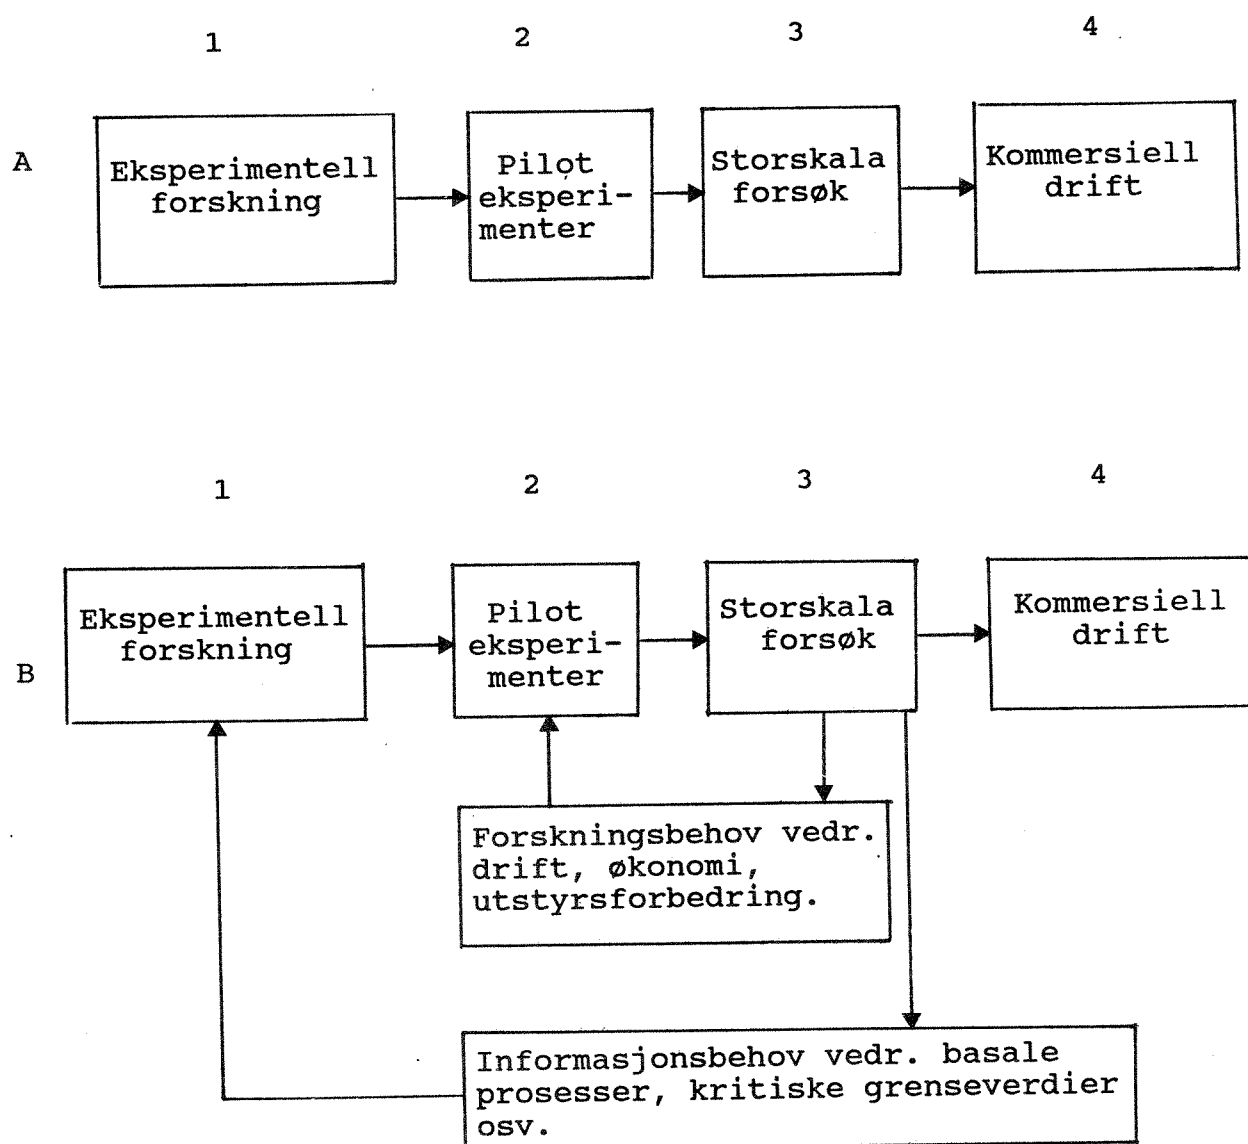 1 2 3 4
A
Eksperimentell
forskning
Pilot
eksperi-
menter
Storskala
forsøk
Kommersiell
drift
1 2 3 4
B
Eksperimentell
forskning
Pilot
eksperi-
menter
Storskala
forsøk
Kommersiell
drift
Forskningsbehov vedr.
drift, økonomi,
utstyrsforbedring.
Informasjonsbehov vedr. basale
prosesser, kritiske grenseverdier
osv.